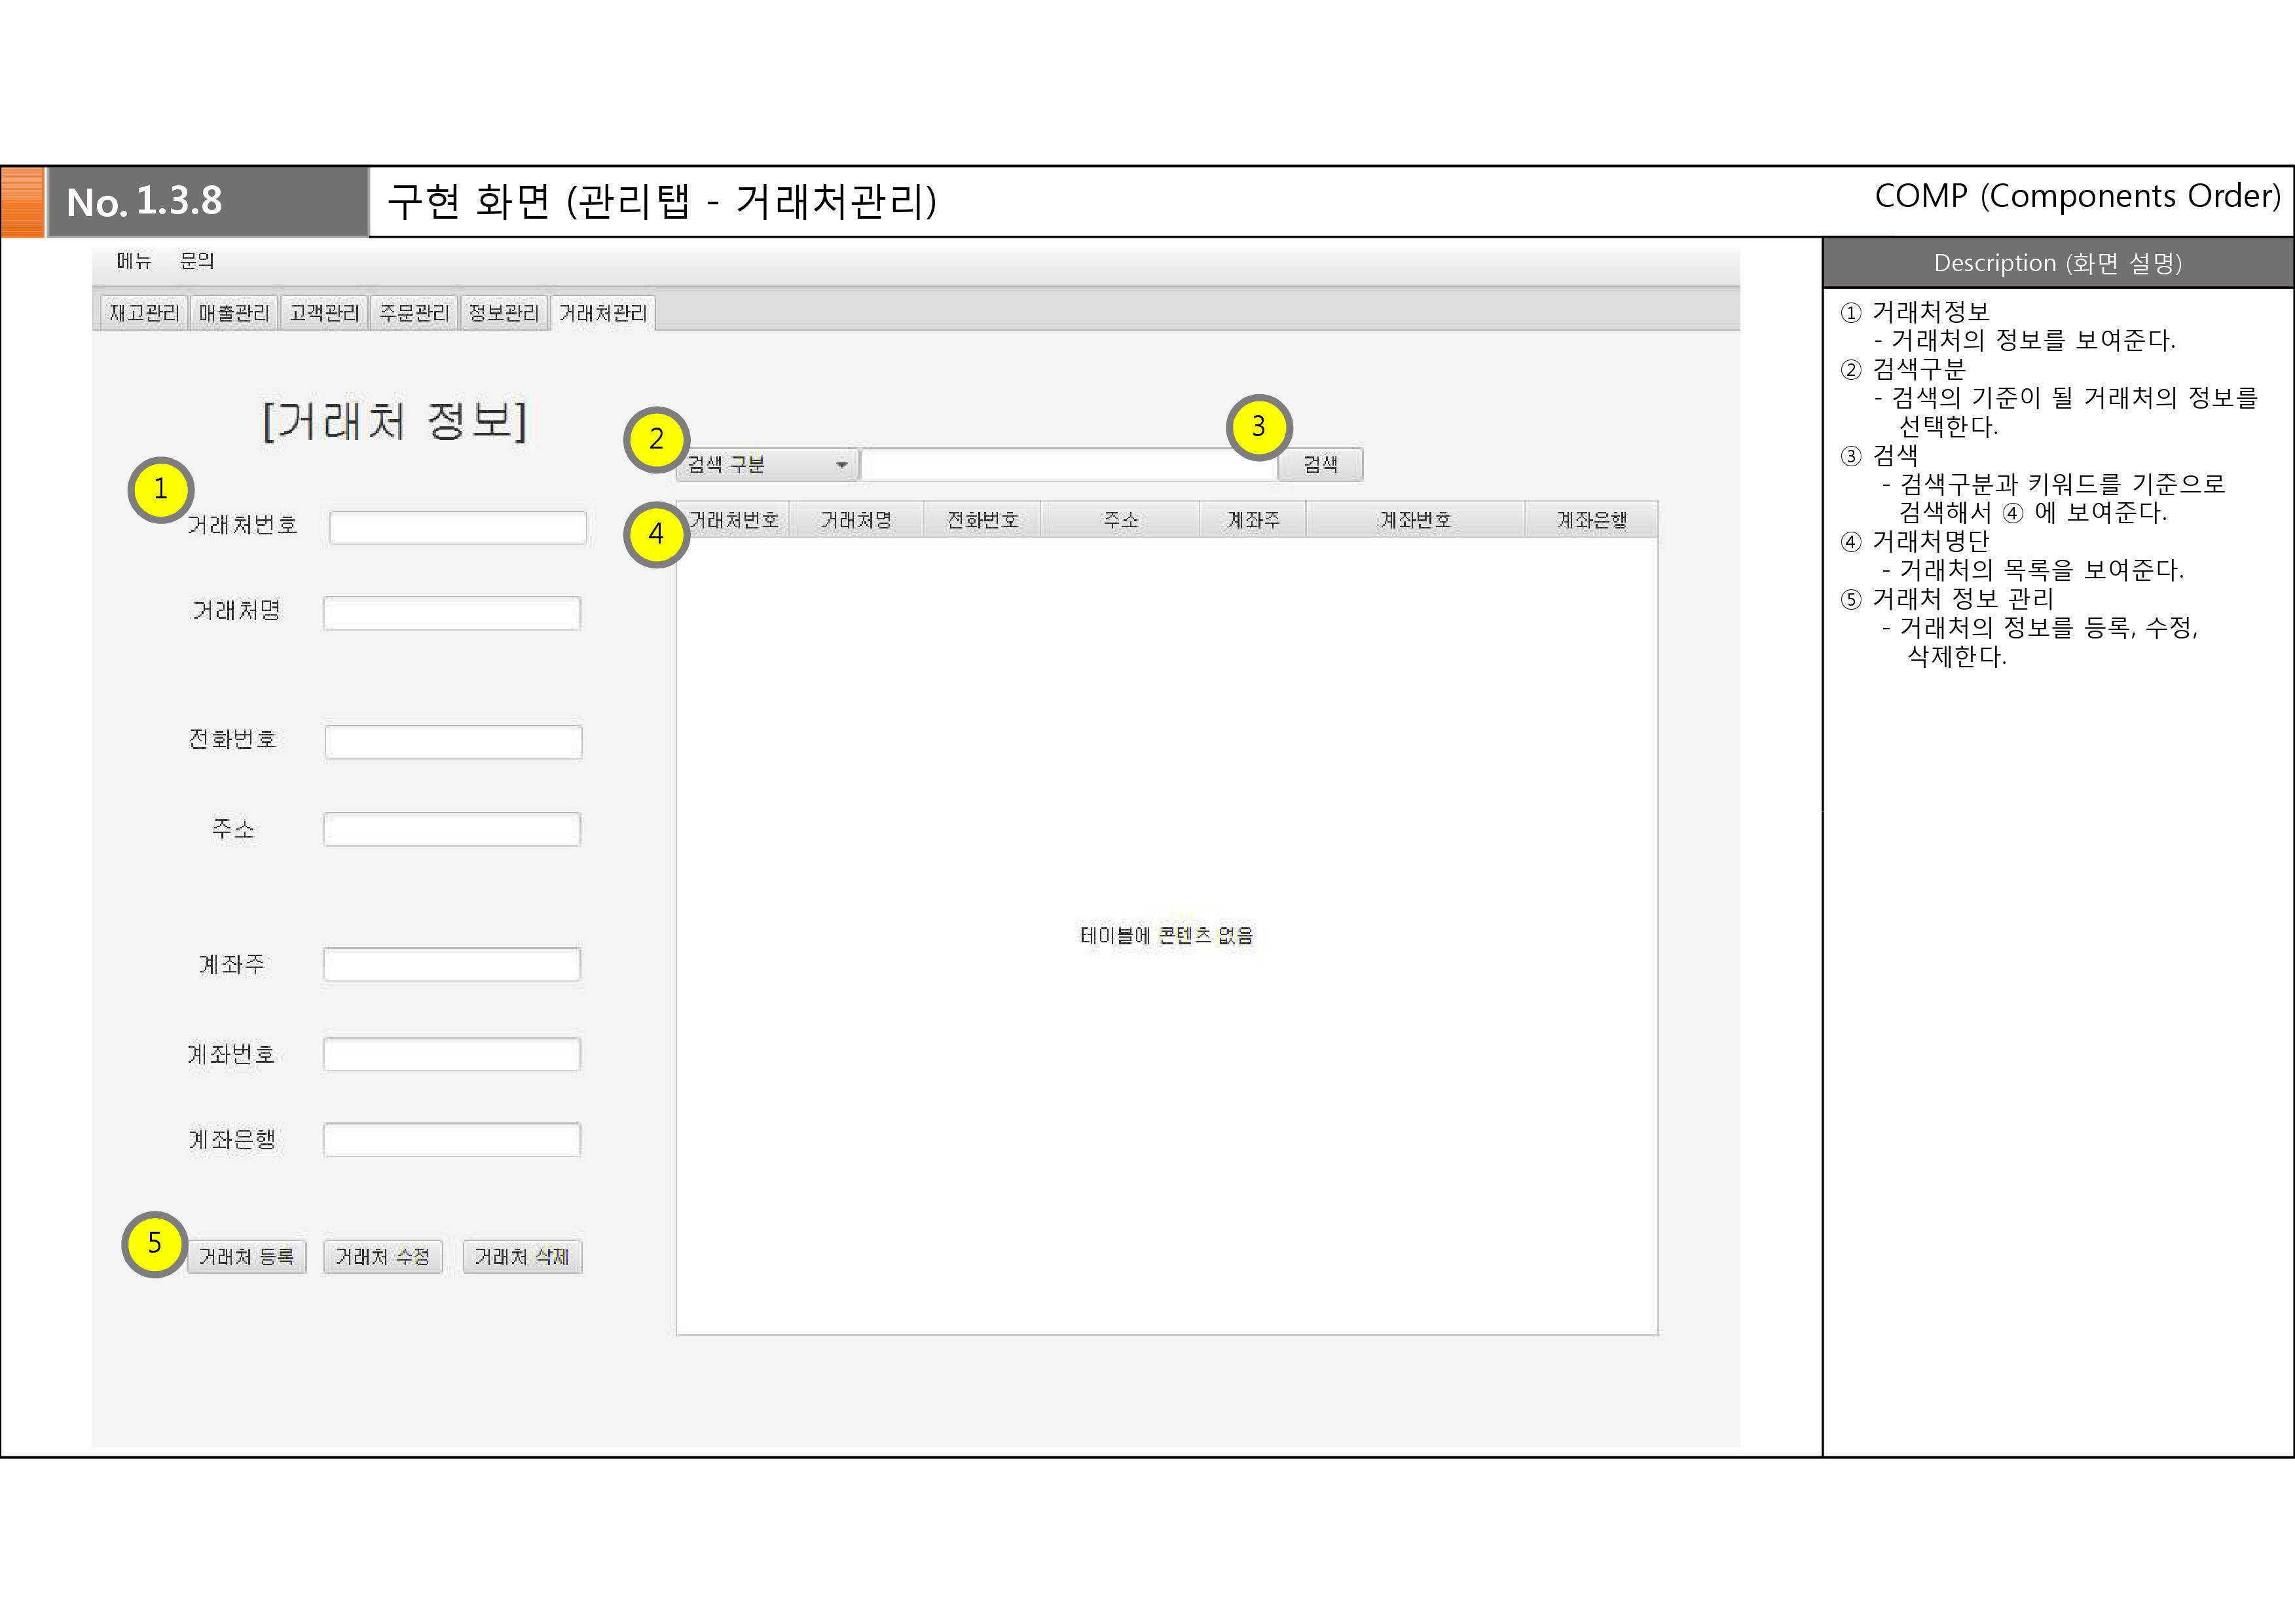 No. 1.3.8
구현 화면 (관리탭 - 거래처관리)
COMP (Components Order)
메뉴 문의
재고관리 매출관리 고객관리 주문관리 정보관리 거래처관리
[거래처 정보]
1
거래처번호
거래처명
전화번호
주소
계좌주
계좌번호
계좌은행
5
거래처 등록 거래처 수정 거래처 삭제
2
검색 구분
3
검색
4
거래처번호 거래처명 전화번호 주소 계좌주 계좌번호 계좌은행
테이블에 콘텐츠 없음
Description (화면 설명)
① 거래처정보
- 거래처의 정보를 보여준다.
② 검색구분
- 검색의 기준이 될 거래처의 정보를
선택한다.
③ 검색
- 검색구분과 키워드를 기준으로
검색해서 ④ 에 보여준다.
④ 거래처명단
- 거래처의 목록을 보여준다.
⑤ 거래처 정보 관리
- 거래처의 정보를 등록, 수정,
삭제한다.